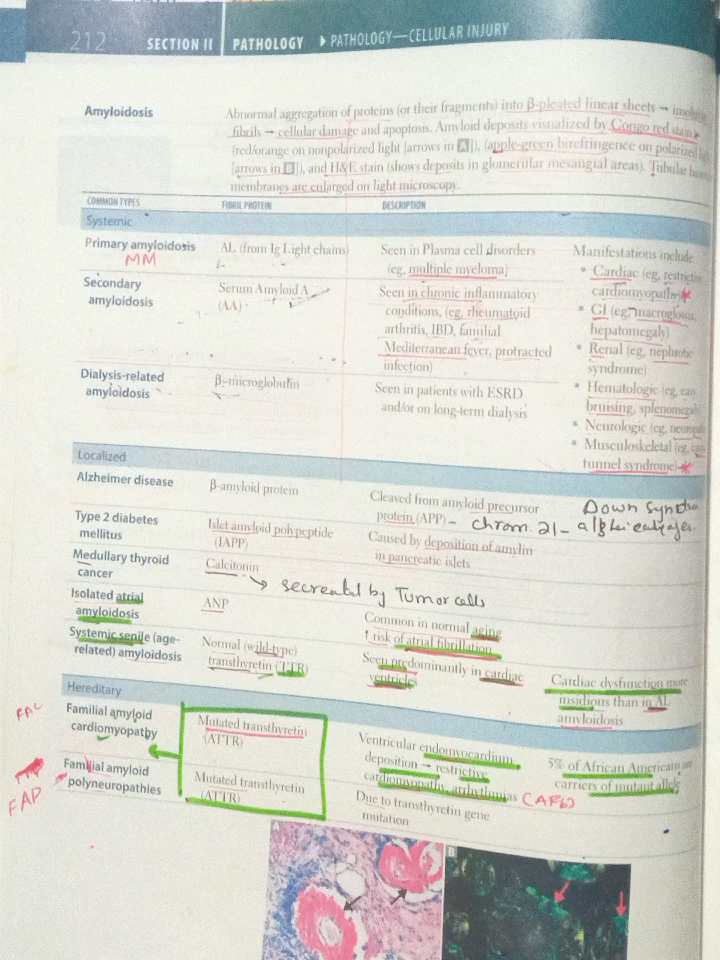 212 SECTION II PATHOLOGY ▶ PATHOLOGY—CELLULAR INJURY
Amyloidosis
Abnormal aggregation of proteins (or their fragments) into β-pleated linear sheets →
fibrils → cellular damage and apoptosis. Amyloid deposits visualized by Congo red stain
(red/orange on nonpolarized light [arrows in A]), (apple-green birefringence on polarized
[arrows in B]), and H&E stain (shows deposits in glomerular mesangial areas). Tubular
membranes are enlarged on light microscopy.
COMMON TYPES FIBRIL PROTEIN DESCRIPTION
Systemic
Primary amyloidosis
MM
AL (from Ig Light chains)
Seen in Plasma cell disorders
(eg, multiple myeloma)
Secondary
amyloidosis
Serum Amyloid A
(AA)
Seen in chronic inflammatory
conditions, (eg, rheumatoid
arthritis, IBD, familial
Mediterranean fever, protracted
infection)
Dialysis-related
amyloidosis
β₂-microglobulin
Seen in patients with ESRD
and/or on long-term dialysis
Manifestations include
Cardiac (eg, restrictive
cardiomyopathy)
GI (eg, macroglossia,
hepatomegaly)
Renal (eg, nephrotic
syndrome)
Hematologic (eg, easy
bruising, splenomegaly)
Neurologic (eg,
Musculoskeletal (eg,
tunnel syndrome)
Localized
Alzheimer disease
β-amyloid protein
Cleaved from amyloid precursor
protein (APP) - chrom. 21 -
Down
Type 2 diabetes
mellitus
Islet amyloid polypeptide
(IAPP)
Caused by deposition of amylin
in pancreatic islets
Medullary thyroid
cancer
Calcitonin
secreated by Tumor cells
Isolated atrial
amyloidosis
ANP
Common in normal aging
↑ risk of atrial fibrillation
Systemic senile (age-
related) amyloidosis
Normal (wild-type)
transthyretin (TTR)
Seen predominantly in cardiac
ventricles
Cardiac dysfunction more
insidious than in AL
amyloidosis
Hereditary
FAC
Familial amyloid
cardiomyopathy
Mutated transthyretin
(ATTR)
Ventricular endomyocardium
deposition → restrictive
cardiomyopathy, arrhythmias
5% of African Americans are
carriers of mutant allele
FAP
Familial amyloid
polyneuropathies
Mutated transthyretin
(ATTR)
Due to transthyretin gene
mutation
A
B